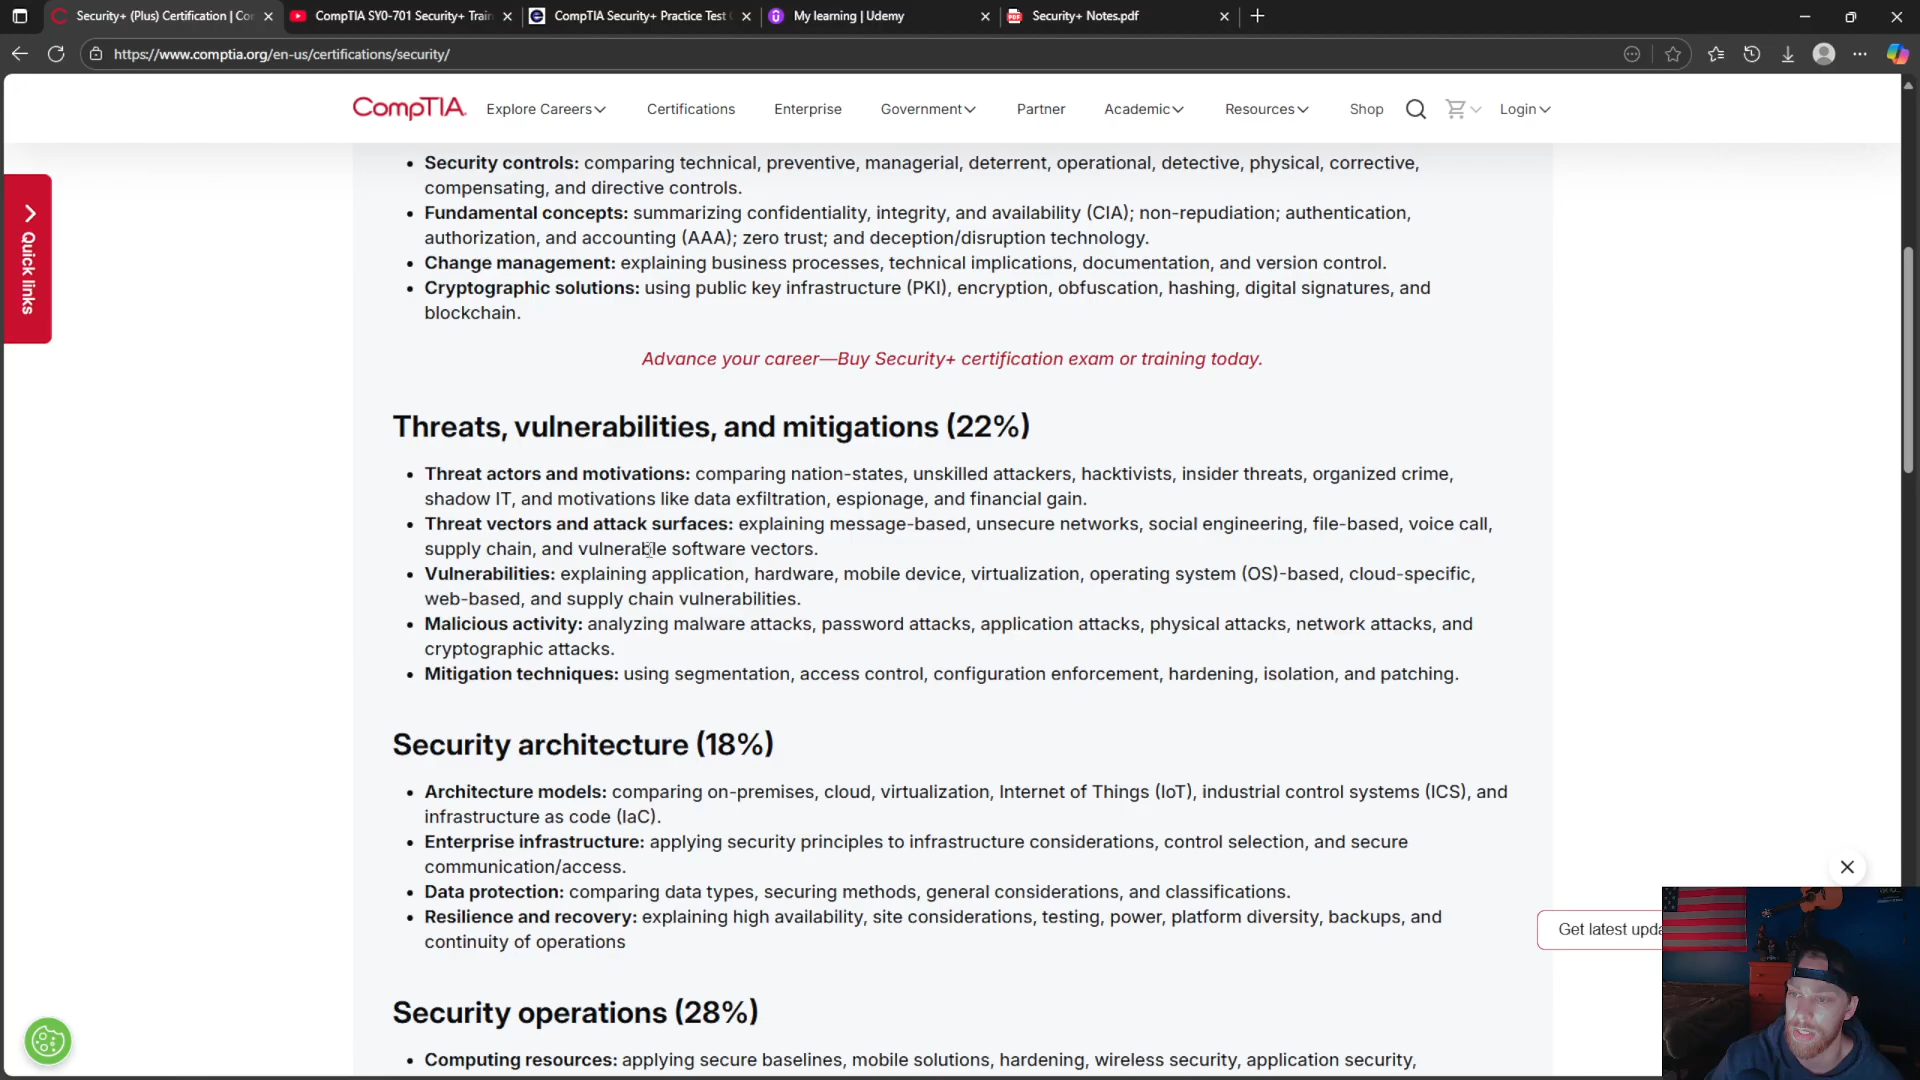 Security+ (Plus) Certification | Co
CompTIA SY0-701 Security+ Train
CompTIA Security+ Practice Test
My learning | Udemy
Security+ Notes.pdf
https://www.comptia.org/en-us/certifications/security/
CompTIA.
Explore Careers
Certifications
Enterprise
Government
Partner
Academic
Resources
Shop
Login
Quick links
• Security controls: comparing technical, preventive, managerial, deterrent, operational, detective, physical, corrective,
compensating, and directive controls.
• Fundamental concepts: summarizing confidentiality, integrity, and availability (CIA); non-repudiation; authentication,
authorization, and accounting (AAA); zero trust; and deception/disruption technology.
• Change management: explaining business processes, technical implications, documentation, and version control.
• Cryptographic solutions: using public key infrastructure (PKI), encryption, obfuscation, hashing, digital signatures, and
blockchain.
Advance your career—Buy Security+ certification exam or training today.
Threats, vulnerabilities, and mitigations (22%)
• Threat actors and motivations: comparing nation-states, unskilled attackers, hacktivists, insider threats, organized crime,
shadow IT, and motivations like data exfiltration, espionage, and financial gain.
• Threat vectors and attack surfaces: explaining message-based, unsecure networks, social engineering, file-based, voice call,
supply chain, and vulnerable software vectors.
• Vulnerabilities: explaining application, hardware, mobile device, virtualization, operating system (OS)-based, cloud-specific,
web-based, and supply chain vulnerabilities.
• Malicious activity: analyzing malware attacks, password attacks, application attacks, physical attacks, network attacks, and
cryptographic attacks.
• Mitigation techniques: using segmentation, access control, configuration enforcement, hardening, isolation, and patching.
Security architecture (18%)
• Architecture models: comparing on-premises, cloud, virtualization, Internet of Things (IoT), industrial control systems (ICS), and
infrastructure as code (IaC).
• Enterprise infrastructure: applying security principles to infrastructure considerations, control selection, and secure
communication/access.
• Data protection: comparing data types, securing methods, general considerations, and classifications.
• Resilience and recovery: explaining high availability, site considerations, testing, power, platform diversity, backups, and
continuity of operations
Get latest upda
Security operations (28%)
• Computing resources: applying secure baselines, mobile solutions, hardening, wireless security, application security,